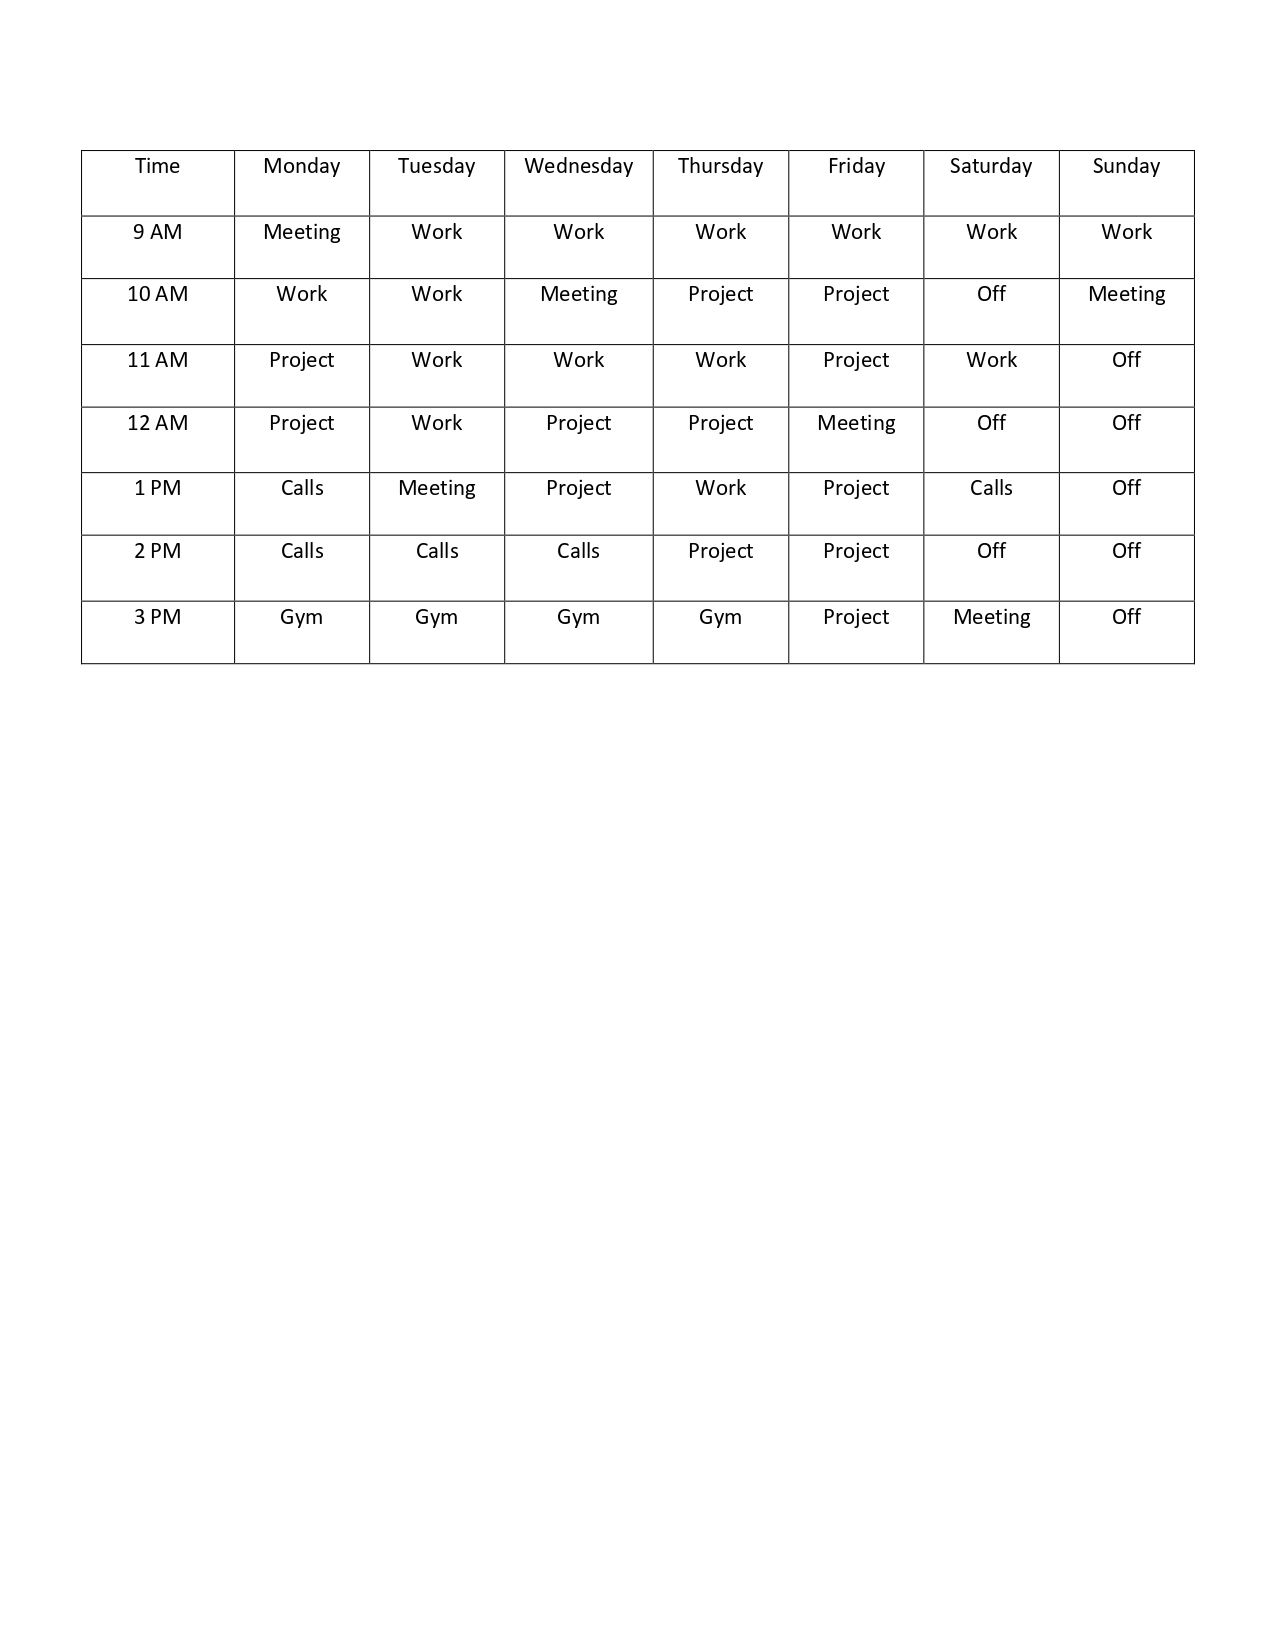 Time Monday Tuesday Wednesday Thursday Friday Saturday Sunday
9 AM Meeting Work Work Work Work Work Work
10 AM Work Work Meeting Project Project Off Meeting
11 AM Project Work Work Work Project Work Off
12 AM Project Work Project Project Meeting Off Off
1 PM Calls Meeting Project Work Project Calls Off
2 PM Calls Calls Calls Project Project Off Off
3 PM Gym Gym Gym Gym Project Meeting Off